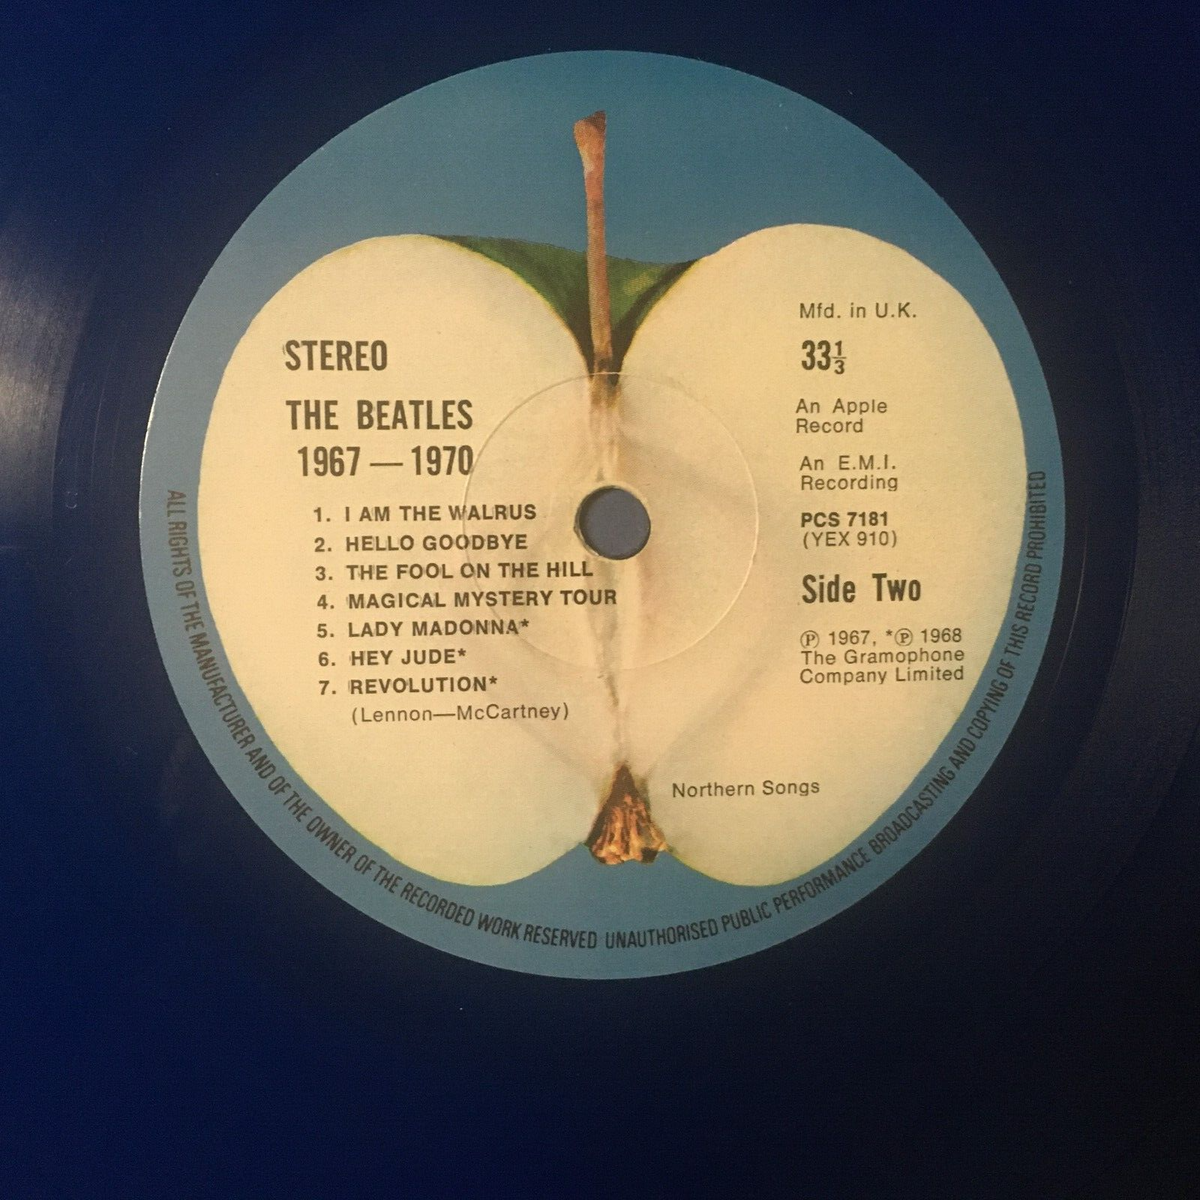 STEREO
THE BEATLES
1967 — 1970
1. I AM THE WALRUS
2. HELLO GOODBYE
3. THE FOOL ON THE HILL
4. MAGICAL MYSTERY TOUR
5. LADY MADONNA*
6. HEY JUDE*
7. REVOLUTION*
(Lennon—McCartney)
Mfd. in U.K.
33⅓
An Apple
Record
An E.M.I.
Recording
PCS 7181
(YEX 910)
Side Two
℗ 1967, *℗ 1968
The Gramophone
Company Limited
Northern Songs
ALL RIGHTS OF THE MANUFACTURER AND OF THE OWNER OF THE RECORDED WORK RESERVED UNAUTHORISED PUBLIC PERFORMANCE BROADCASTING AND COPYING OF THIS RECORD PROHIBITED